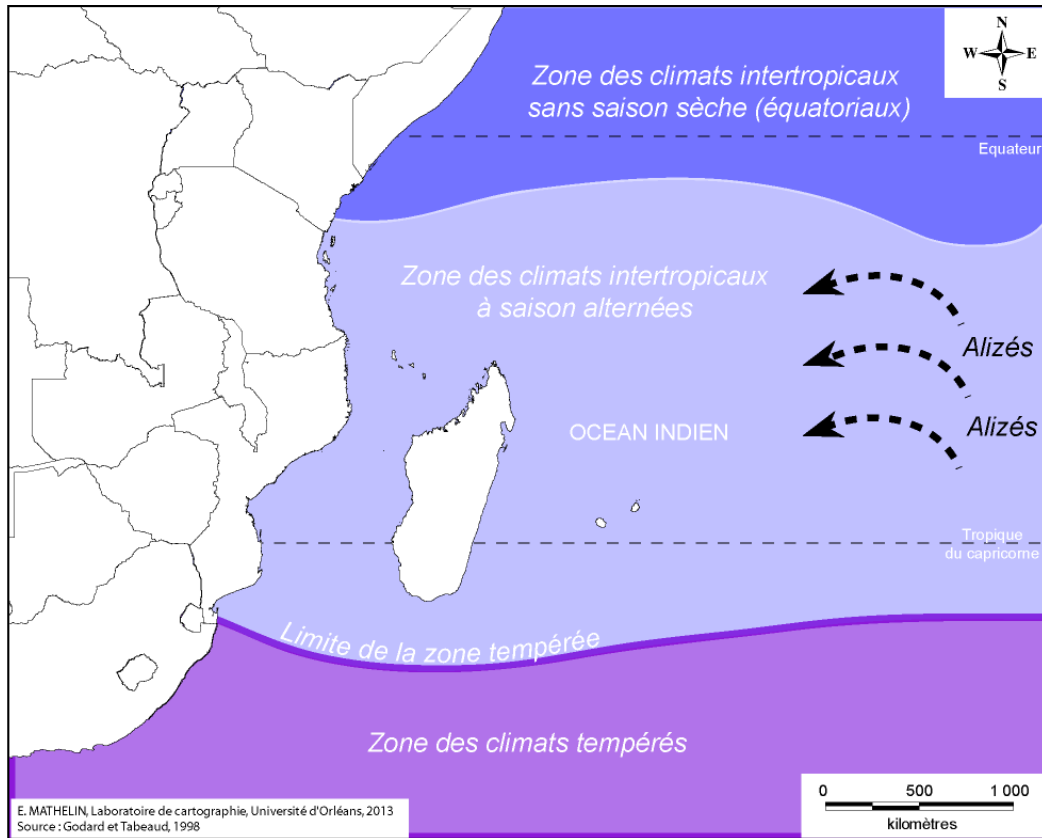 N
W E
S
Zone des climats intertropicaux
sans saison sèche (équatoriaux)
Equateur
Zone des climats intertropicaux
à saison alternées
Alizés
Alizés
OCEAN INDIEN
Tropique
du capricorne
Limite de la zone tempérée
Zone des climats tempérés
E. MATHELIN, Laboratoire de cartographie, Université d'Orléans, 2013
Source : Godard et Tabeaud, 1998
0 500 1 000
kilomètres